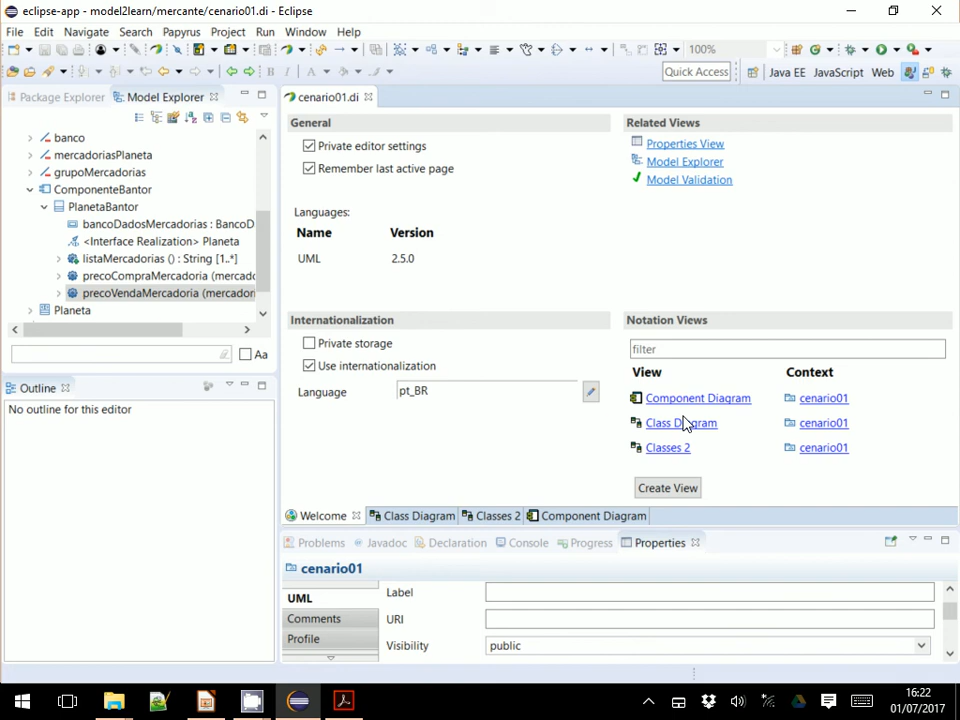 eclipse-app - model2learn/mercante/cenario01.di - Eclipse
File Edit Navigate Search Papyrus Project Run Window Help
100%
Quick Access Java EE JavaScript Web
Package Explorer Model Explorer
cenario01.di
banco
mercadoriasPlaneta
grupoMercadorias
ComponenteBantor
PlanetaBantor
bancoDadosMercadorias : BancoD
<Interface Realization> Planeta
listaMercadorias () : String [1..*]
precoCompraMercadoria (mercado
precoVendaMercadoria (mercador
Planeta
Aa
Outline
No outline for this editor
General
Private editor settings
Remember last active page
Languages:
Name Version
UML 2.5.0
Related Views
Properties View
Model Explorer
Model Validation
Internationalization
Private storage
Use internationalization
Language pt_BR
Notation Views
filter
View Context
Component Diagram cenario01
Class Diagram cenario01
Classes 2 cenario01
Create View
Welcome Class Diagram Classes 2 Component Diagram
Problems Javadoc Declaration Console Progress Properties
cenario01
UML
Comments
Profile
Label
URI
Visibility public
16:22
01/07/2017